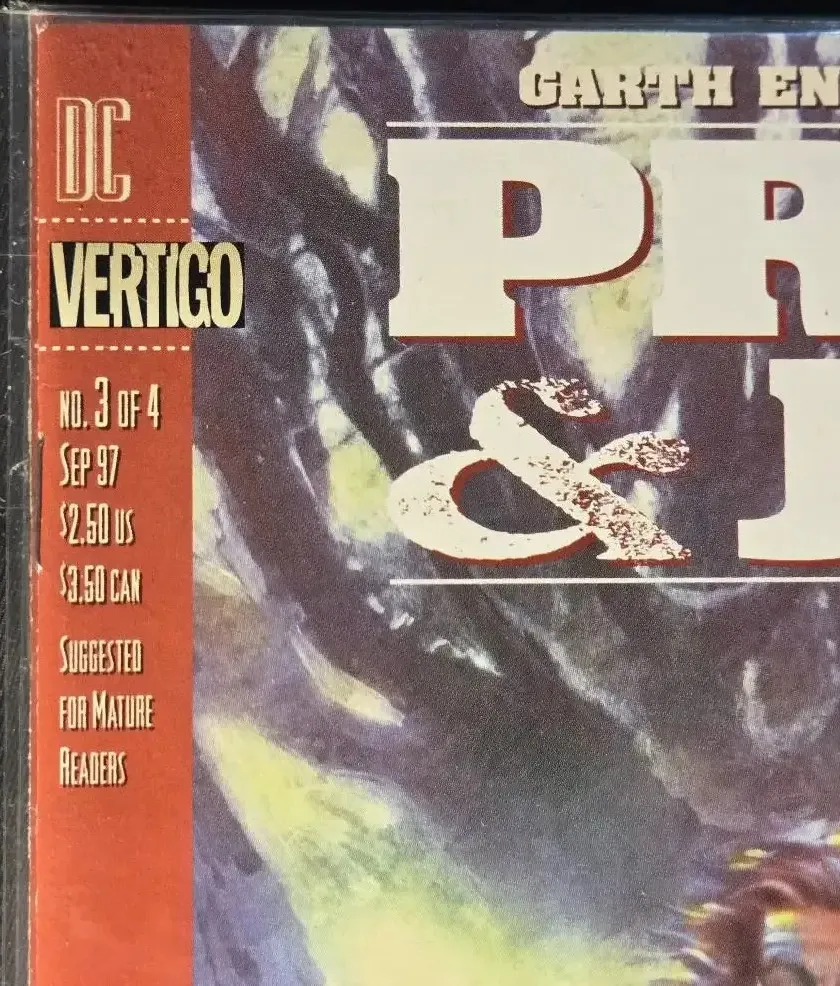 DC
VERTIGO
NO. 3 OF 4
SEP 97
$2.50 US
$3.50 CAN
SUGGESTED
FOR MATURE
READERS
GARTH EN
PR
&